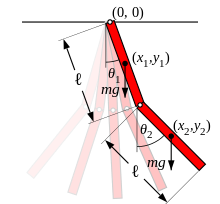 (0, 0)
(x₁,y₁)
ℓ
θ₁
mg
θ₂
(x₂,y₂)
mg
ℓ